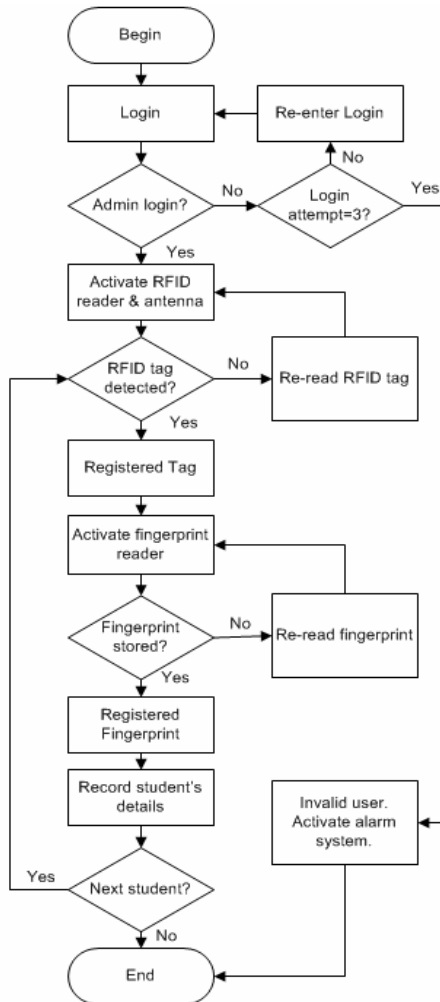 Begin
Login
Re-enter Login
No
Admin login?
No
Login
attempt=3?
Yes
Yes
Activate RFID
reader & antenna
RFID tag
detected?
No
Re-read RFID tag
Yes
Registered Tag
Activate fingerprint
reader
Fingerprint
stored?
No
Re-read fingerprint
Yes
Registered
Fingerprint
Record student's
details
Invalid user.
Activate alarm
system.
Yes
Next student?
No
End